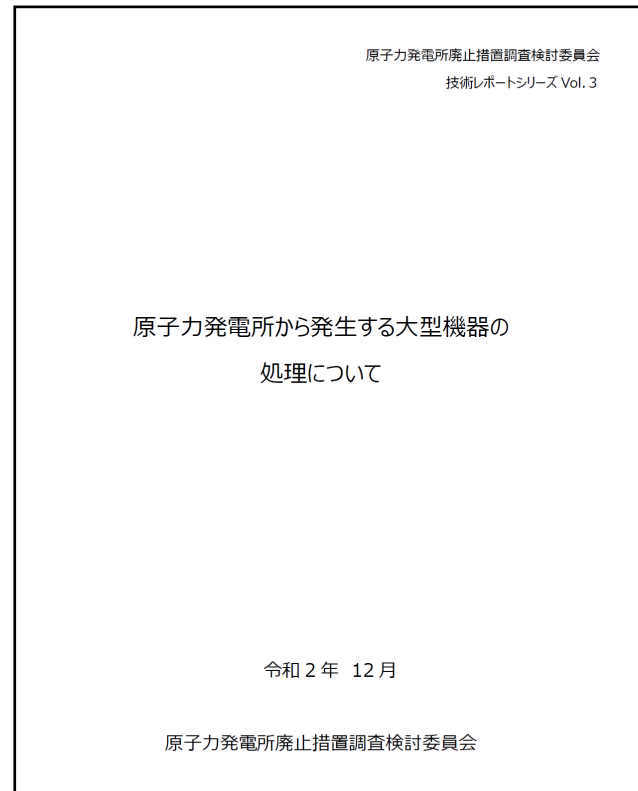 原子力発電所廃止措置調査検討委員会
技術レポートシリーズ Vol. 3
原子力発電所から発生する大型機器の
処理について
令和 2 年 12 月
原子力発電所廃止措置調査検討委員会